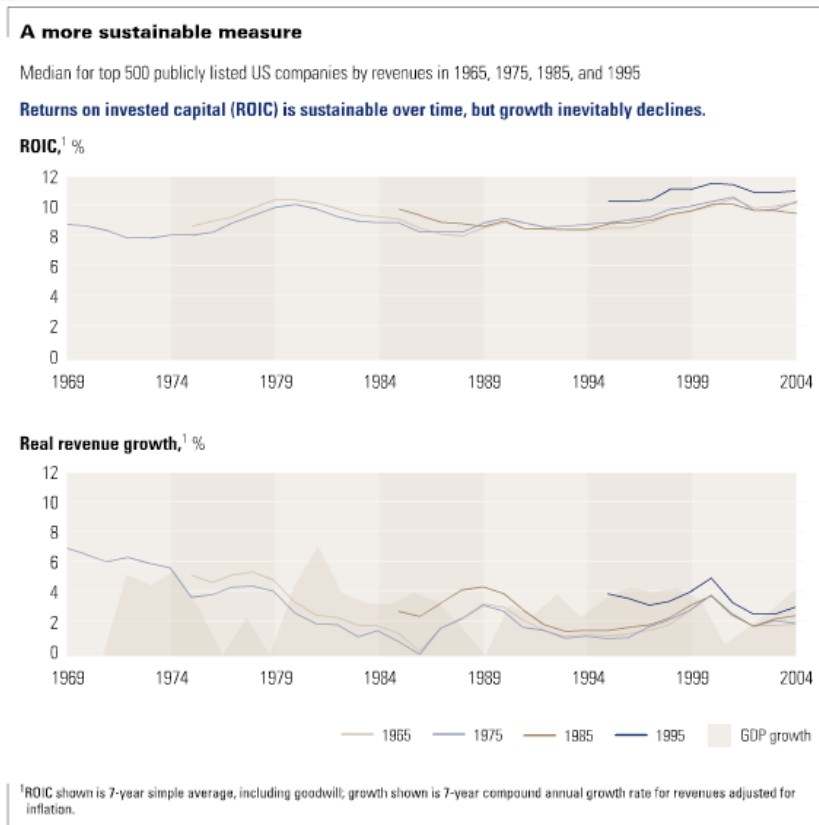 A more sustainable measure
Median for top 500 publicly listed US companies by revenues in 1965, 1975, 1985, and 1995
Returns on invested capital (ROIC) is sustainable over time, but growth inevitably declines.
ROIC,¹ %
12
10
8
6
4
2
0
1969 1974 1979 1984 1989 1994 1999 2004
Real revenue growth,¹ %
12
10
8
6
4
2
0
1969 1974 1979 1984 1989 1994 1999 2004
1965 1975 1985 1995 GDP growth
¹ROIC shown is 7-year simple average, including goodwill; growth shown is 7-year compound annual growth rate for revenues adjusted for
inflation.